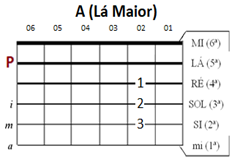 A (Lá Maior)
06 05 04 03 02 01
MI (6ª)
P LÁ (5ª)
1 RÉ (4ª)
i 2 SOL (3ª)
m 3 SI (2ª)
a mi (1ª)